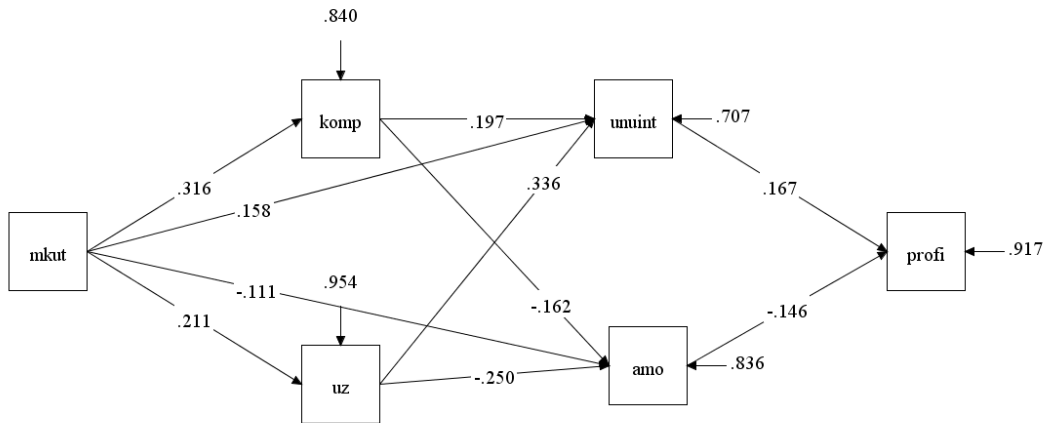 .840
komp
.197
unuint
.707
.316
.158
.336
.167
mkut
profi
.917
-.111
.954
-.162
-.146
.211
uz
-.250
amo
.836